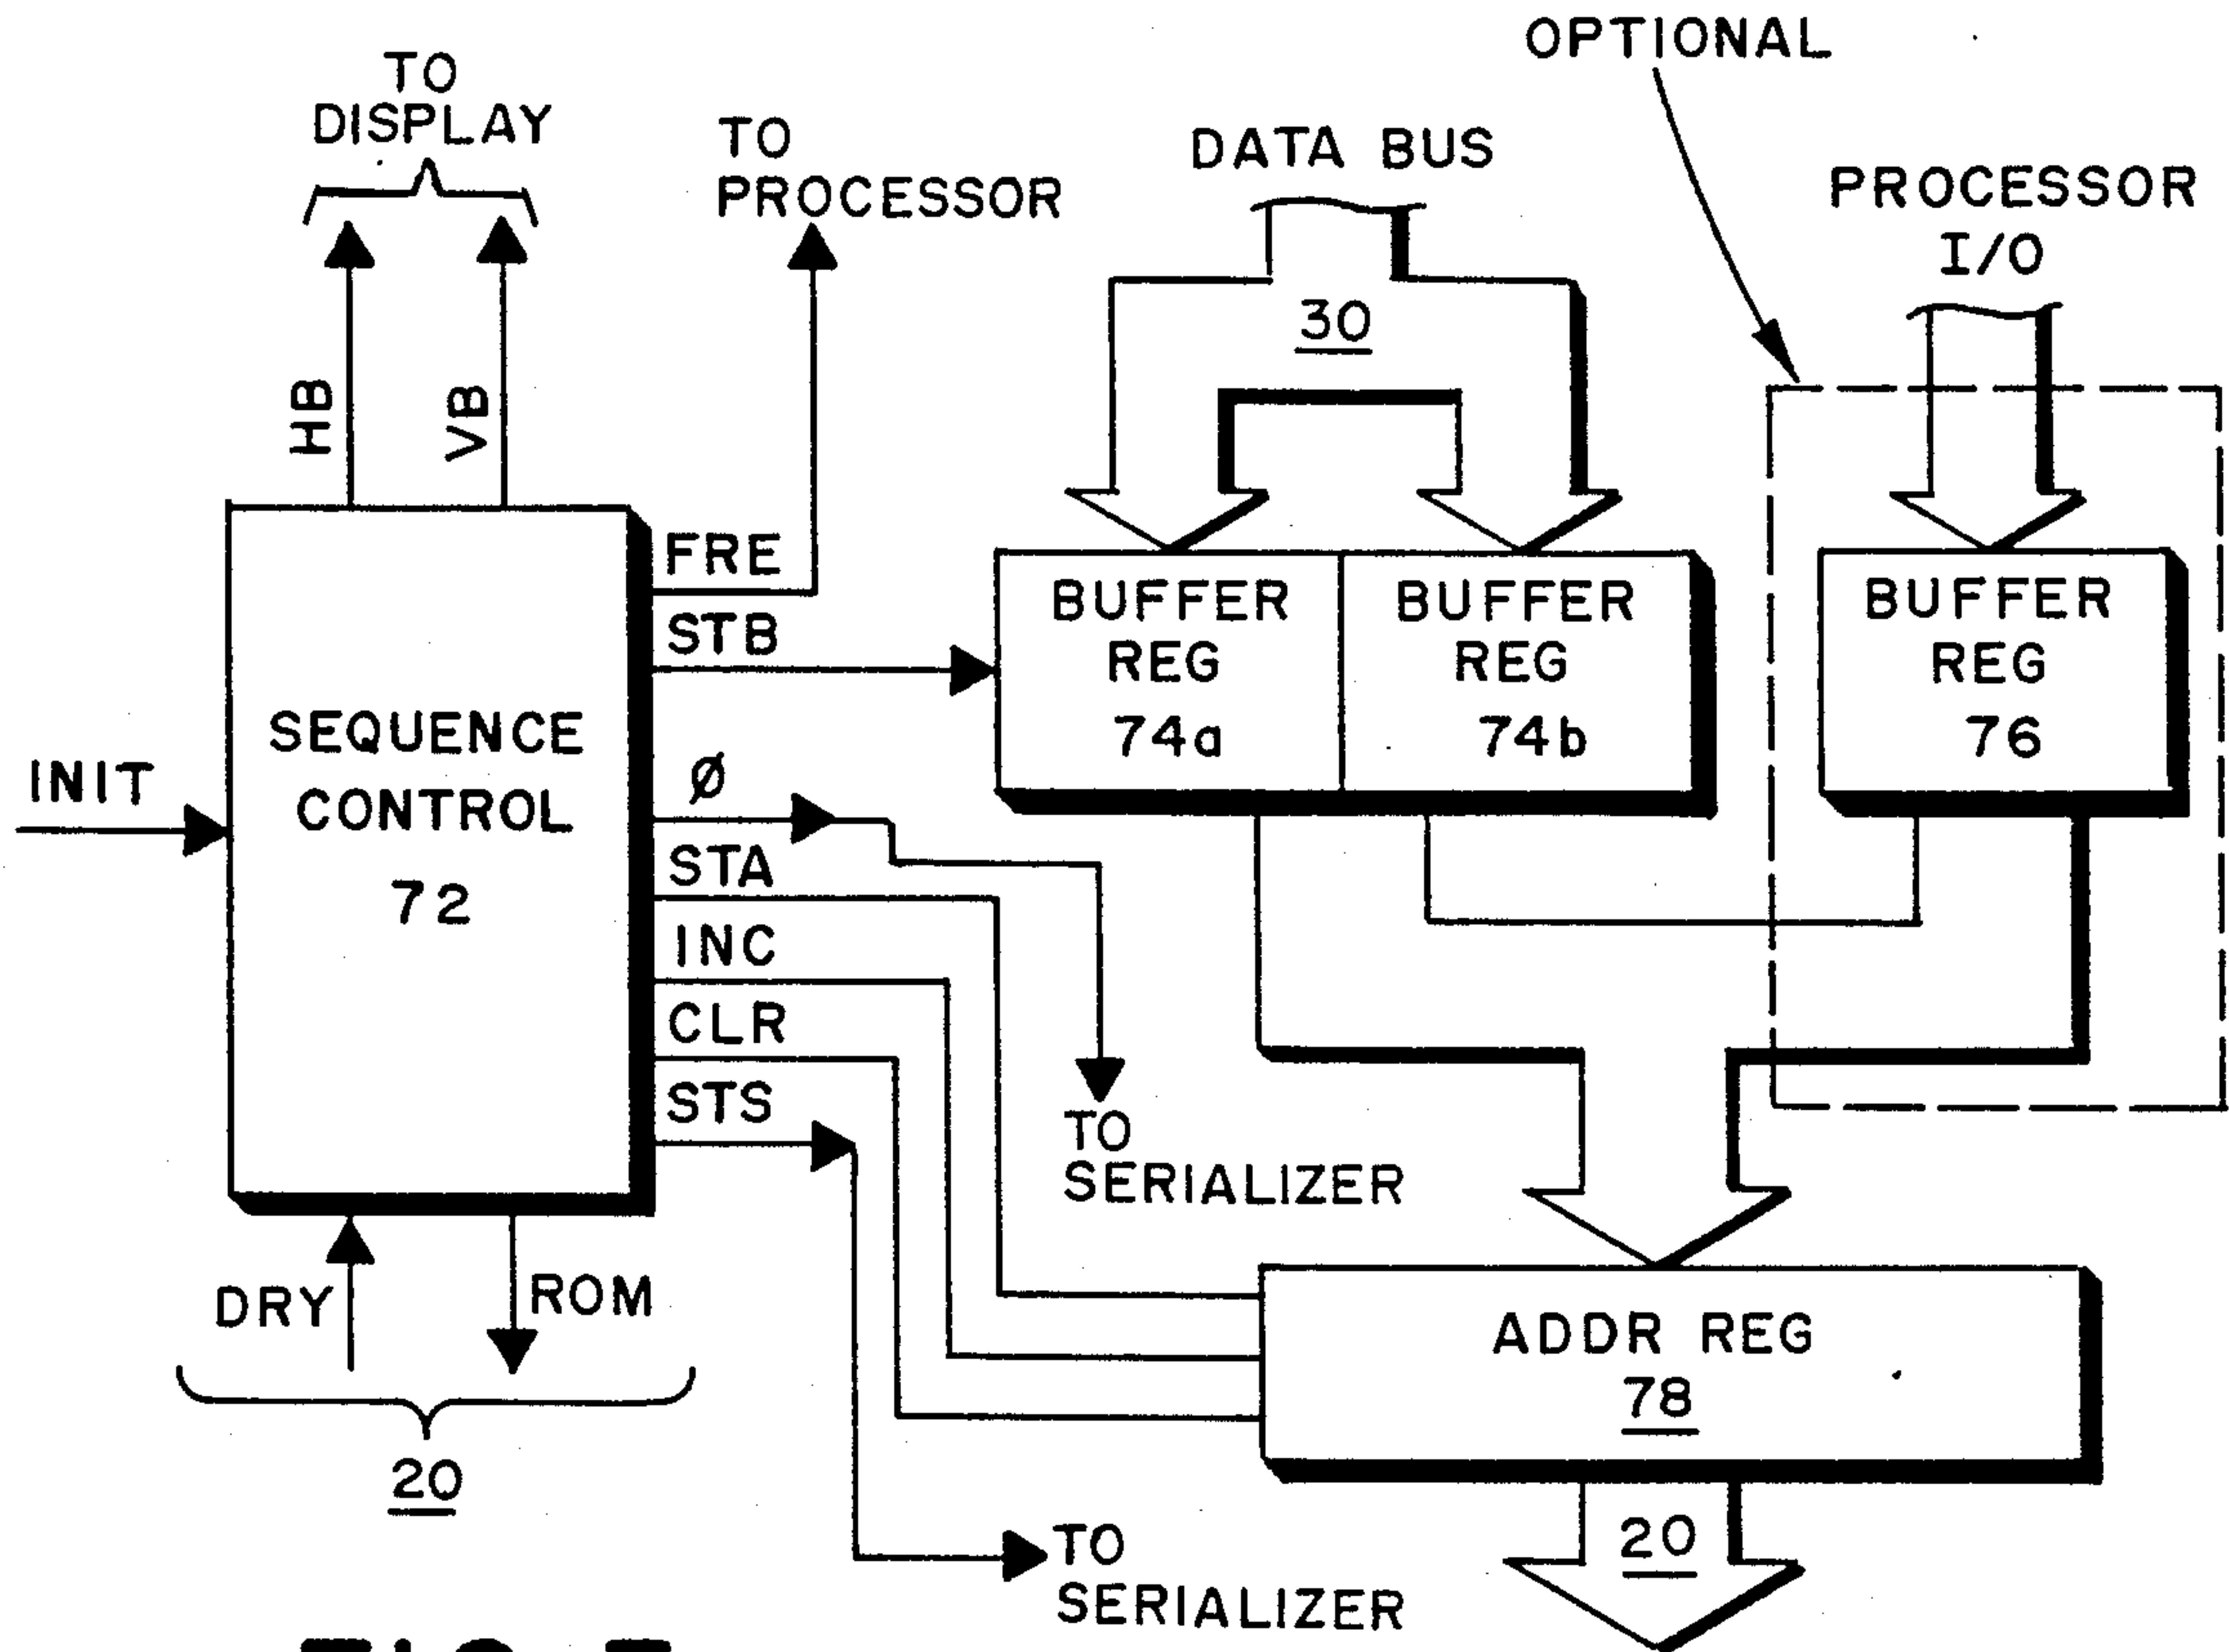 OPTIONAL
TO
DISPLAY
TO
PROCESSOR
DATA BUS
PROCESSOR
I/O
30
HB
VB
FRE
STB
BUFFER
REG
74a
BUFFER
REG
74b
BUFFER
REG
76
INIT
SEQUENCE
CONTROL
72
Ø
STA
INC
CLR
STS
TO
SERIALIZER
DRY
ROM
20
ADDR REG
78
TO
SERIALIZER
20